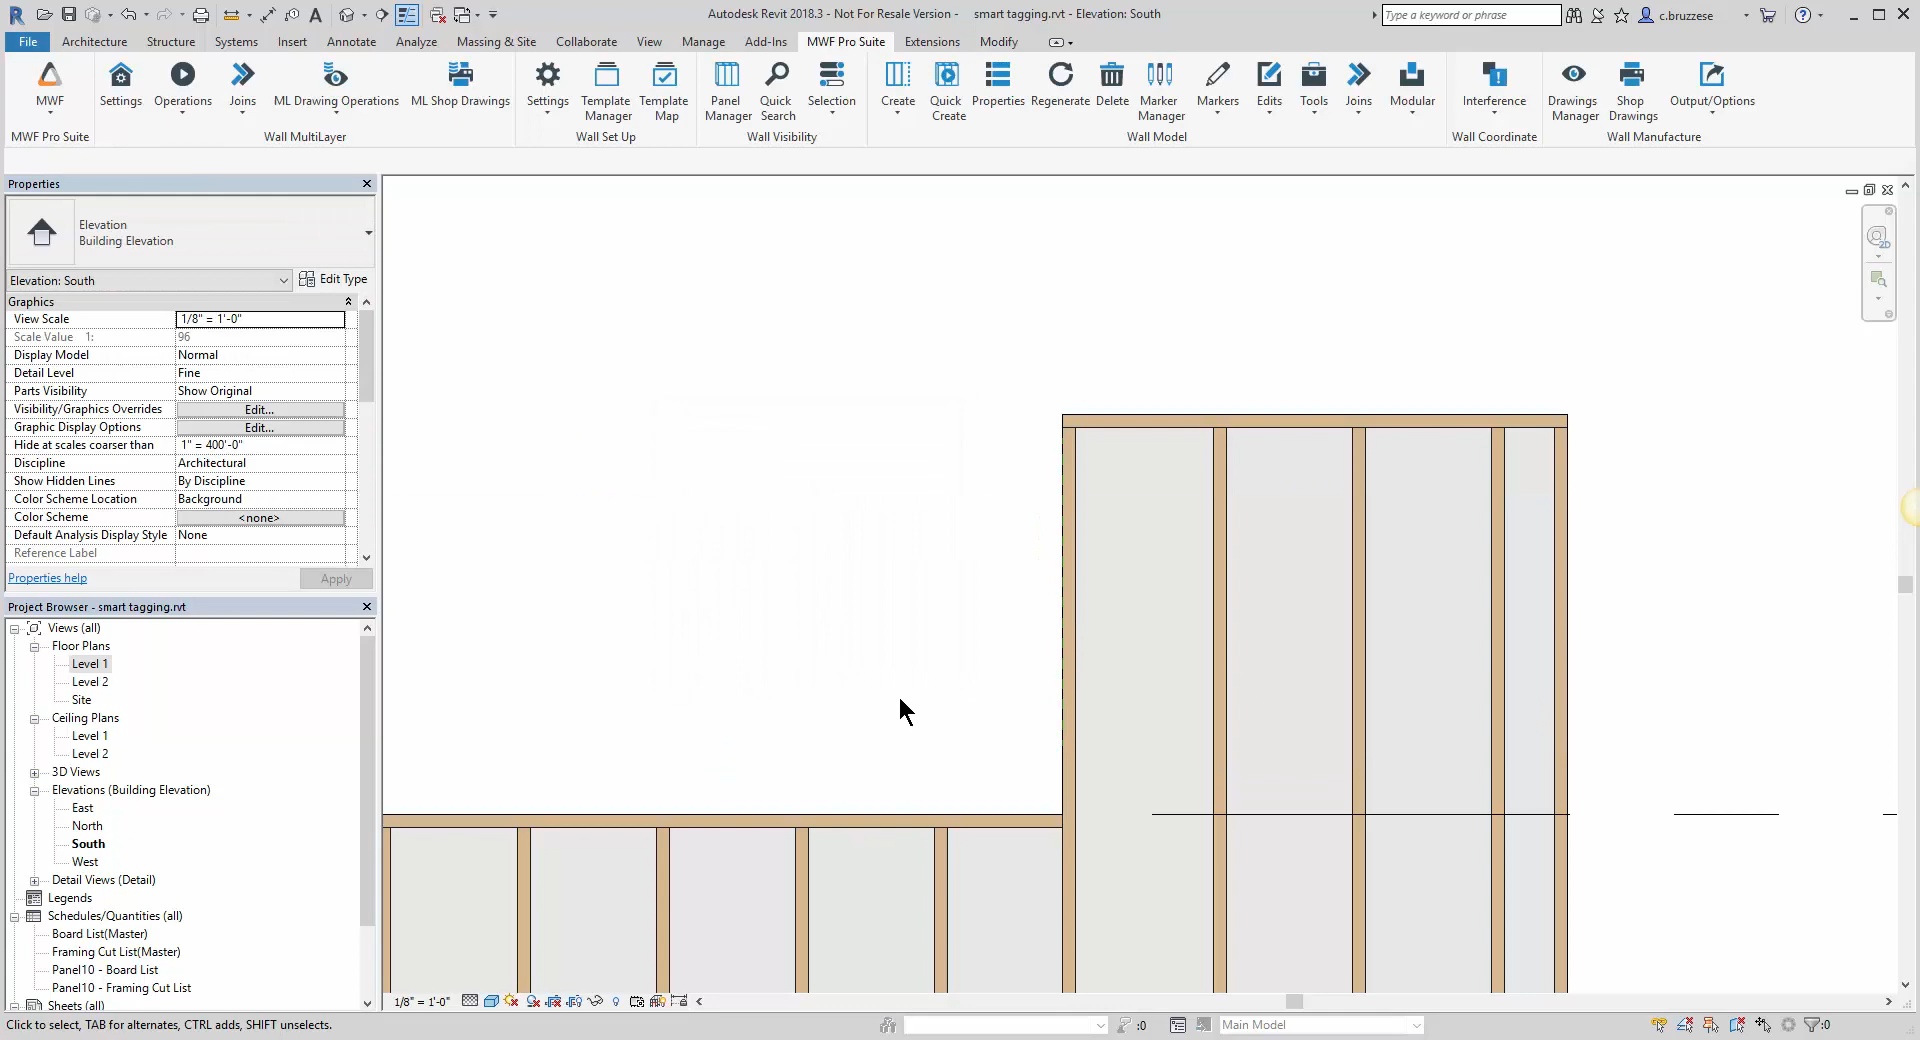 Autodesk Revit 2018.3 - Not For Resale Version - smart tagging.rvt - Elevation: South
Type a keyword or phrase
c.bruzzese
File Architecture Structure Systems Insert Annotate Analyze Massing & Site Collaborate View Manage Add-Ins MWF Pro Suite Extensions Modify
MWF
Settings
Operations
Joins
ML Drawing Operations
ML Shop Drawings
Settings
Template Manager
Template Map
Panel Manager
Quick Search
Selection
Create
Quick Create
Properties
Regenerate
Delete
Marker Manager
Markers
Edits
Tools
Joins
Modular
Interference
Drawings Manager
Shop Drawings
Output/Options
MWF Pro Suite
Wall MultiLayer
Wall Set Up
Wall Visibility
Wall Model
Wall Coordinate
Wall Manufacture
Properties
Elevation
Building Elevation
Elevation: South
Edit Type
Graphics
View Scale 1/8" = 1'-0"
Scale Value 1: 96
Display Model Normal
Detail Level Fine
Parts Visibility Show Original
Visibility/Graphics Overrides Edit...
Graphic Display Options Edit...
Hide at scales coarser than 1" = 400'-0"
Discipline Architectural
Show Hidden Lines By Discipline
Color Scheme Location Background
Color Scheme <none>
Default Analysis Display Style None
Reference Label
Properties help
Apply
Project Browser - smart tagging.rvt
Views (all)
Floor Plans
Level 1
Level 2
Site
Ceiling Plans
Level 1
Level 2
3D Views
Elevations (Building Elevation)
East
North
South
West
Detail Views (Detail)
Legends
Schedules/Quantities (all)
Board List(Master)
Framing Cut List(Master)
Panel10 - Board List
Panel10 - Framing Cut List
Sheets (all)
2D
1/8" = 1'-0"
Click to select, TAB for alternates, CTRL adds, SHIFT unselects.
:0
Main Model
:0